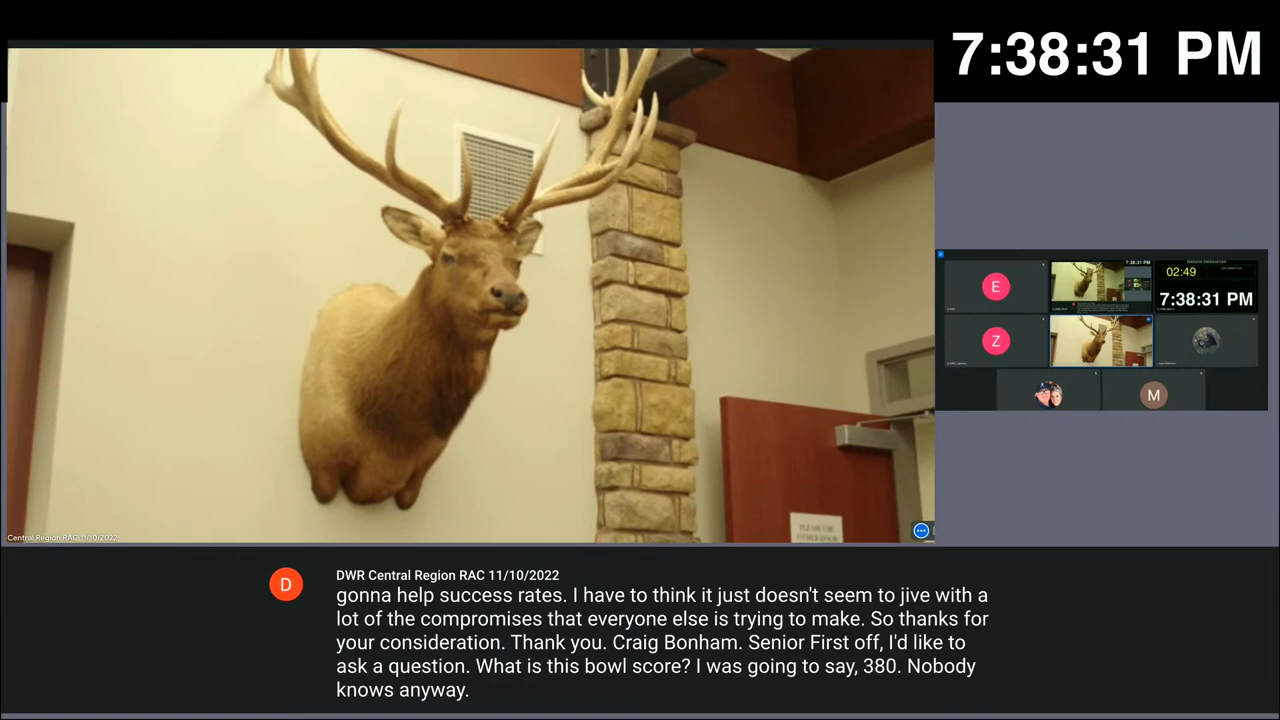 7:38:31 PM
02:49
7:38:31 PM
E
Z
M
PLEASE USE
OTHER DOOR
Central Region RAC 11/10/2022
D
DWR Central Region RAC 11/10/2022
gonna help success rates. I have to think it just doesn't seem to jive with a
lot of the compromises that everyone else is trying to make. So thanks for
your consideration. Thank you. Craig Bonham. Senior First off, I'd like to
ask a question. What is this bowl score? I was going to say, 380. Nobody
knows anyway.